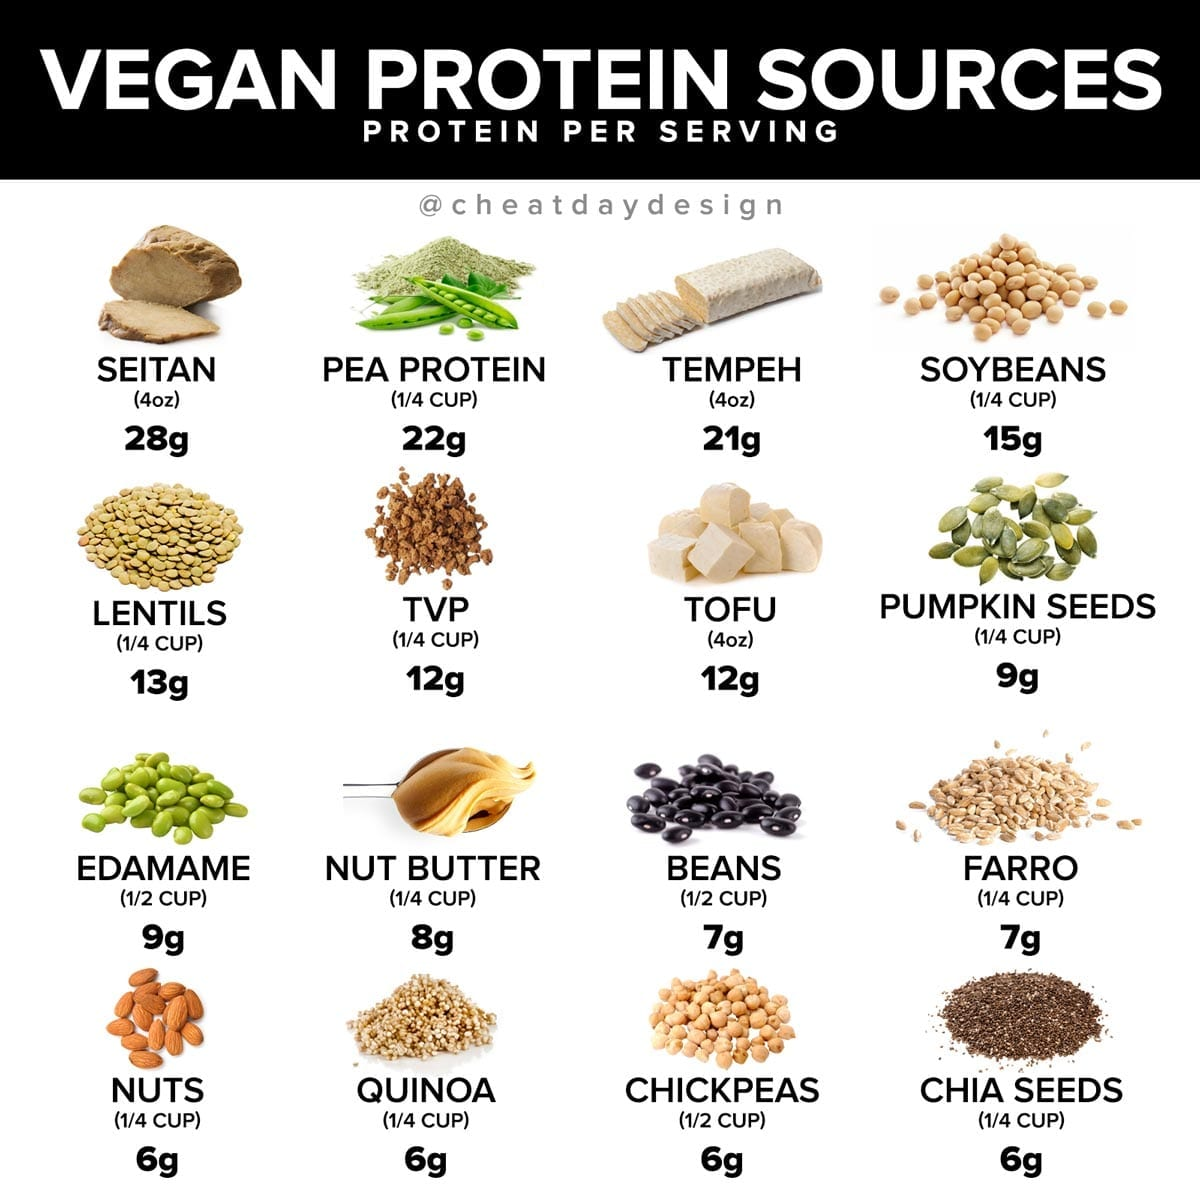 VEGAN PROTEIN SOURCES
PROTEIN PER SERVING
@cheatdaydesign
SEITAN
(4oz)
28g
PEA PROTEIN
(1/4 CUP)
22g
TEMPEH
(4oz)
21g
SOYBEANS
(1/4 CUP)
15g
LENTILS
(1/4 CUP)
13g
TVP
(1/4 CUP)
12g
TOFU
(4oz)
12g
PUMPKIN SEEDS
(1/4 CUP)
9g
EDAMAME
(1/2 CUP)
9g
NUT BUTTER
(1/4 CUP)
8g
BEANS
(1/2 CUP)
7g
FARRO
(1/4 CUP)
7g
NUTS
(1/4 CUP)
6g
QUINOA
(1/4 CUP)
6g
CHICKPEAS
(1/2 CUP)
6g
CHIA SEEDS
(1/4 CUP)
6g